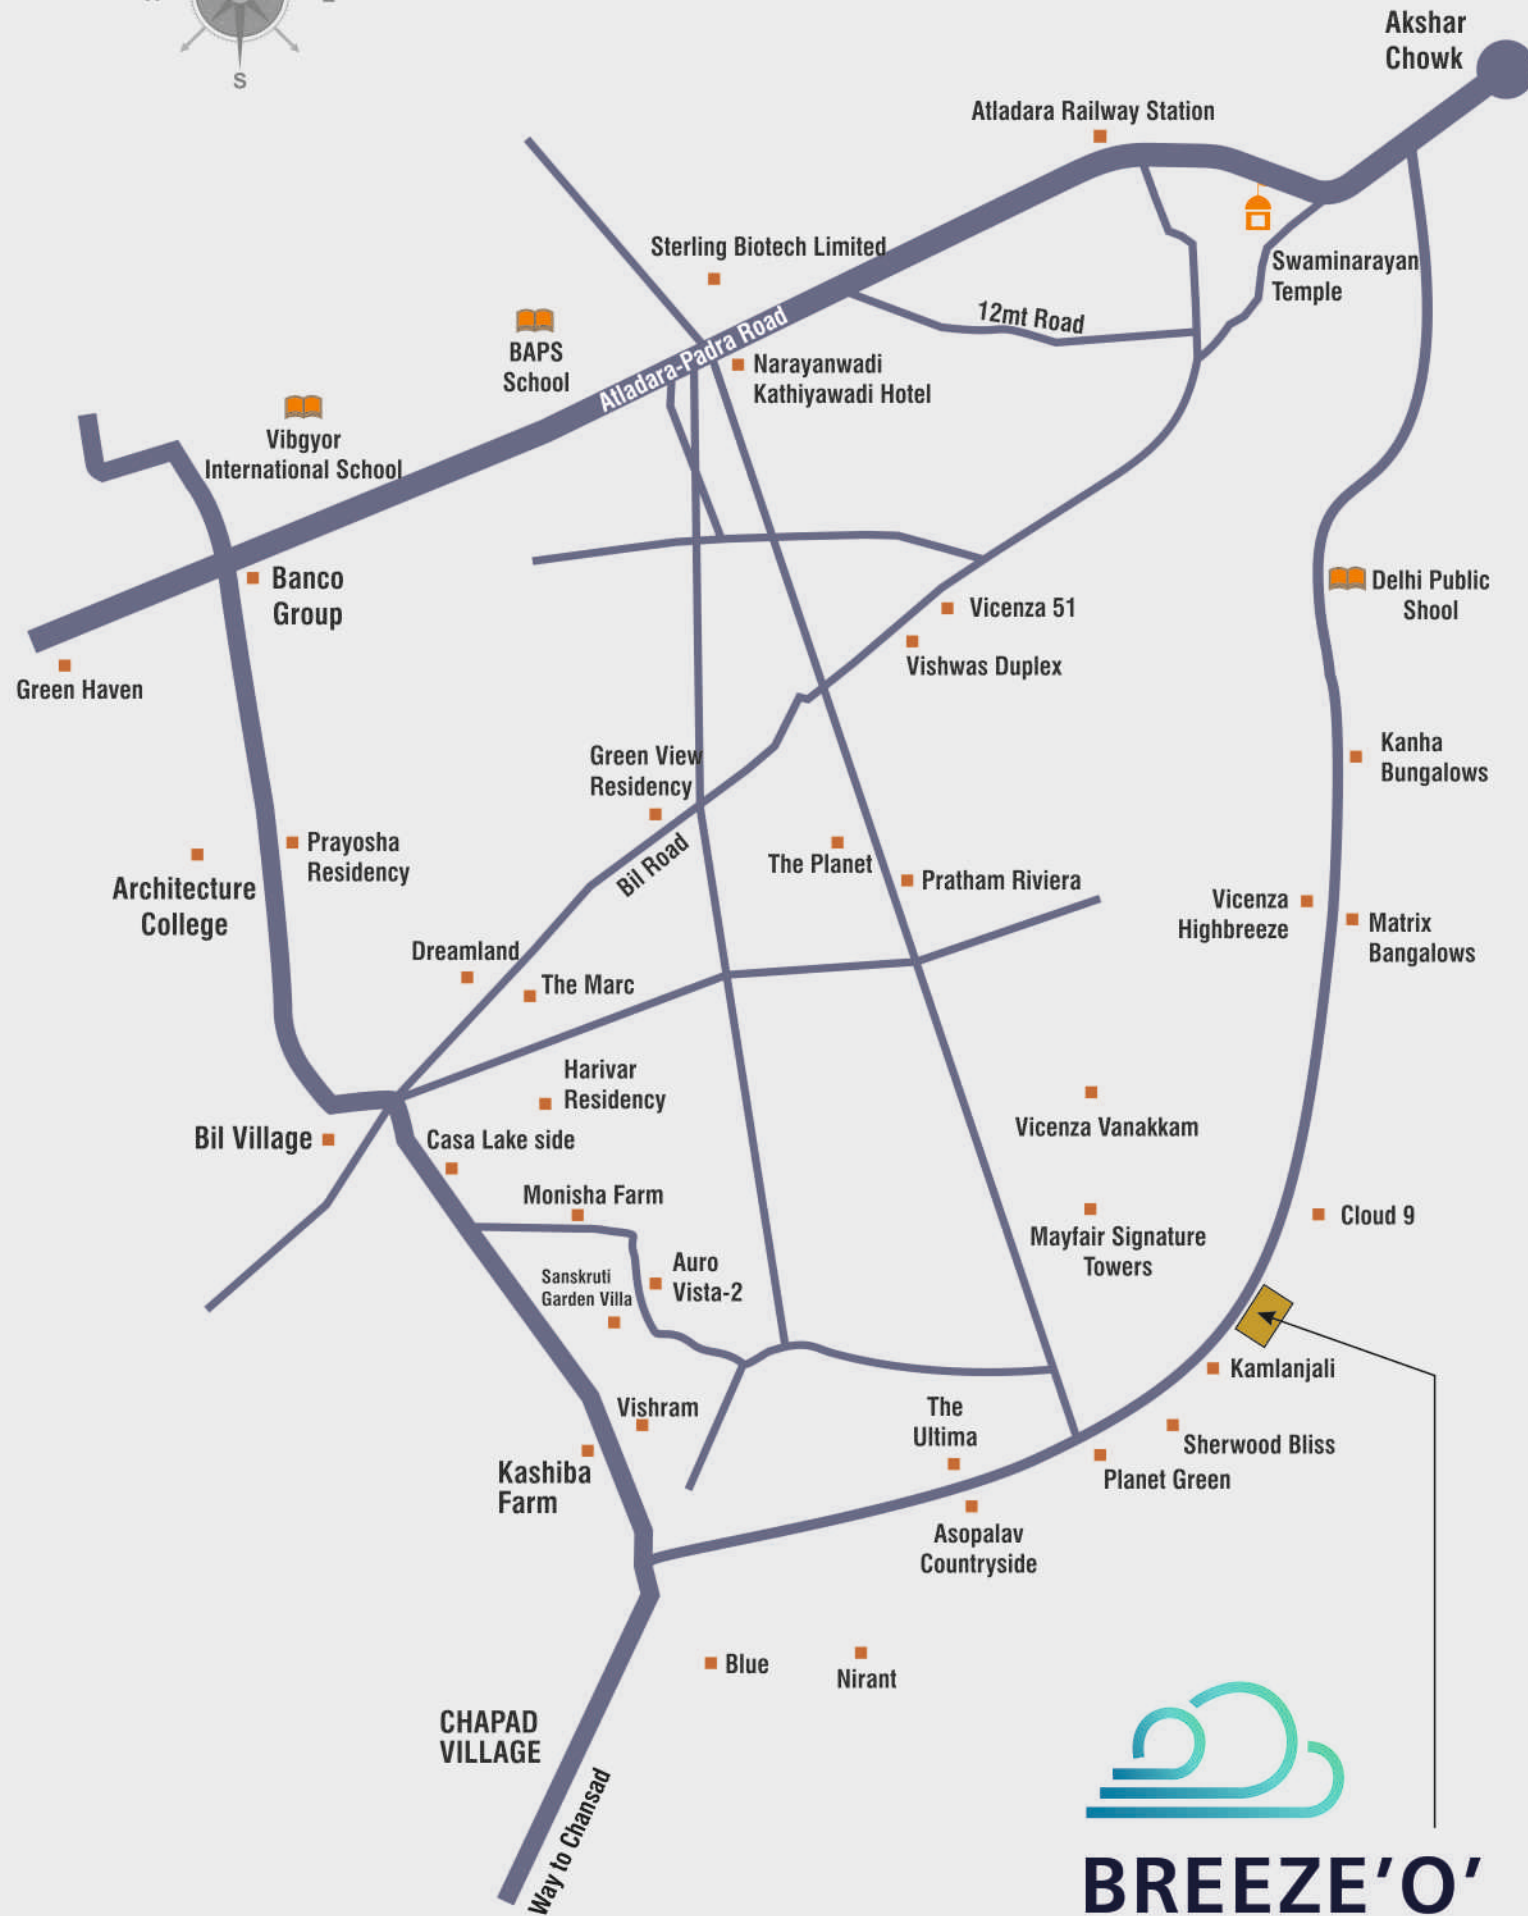 S
Akshar
Chowk
Atladara Railway Station
Sterling Biotech Limited
Swaminarayan
Temple
12mt Road
BAPS
School
Atladara-Padra Road
Narayanwadi
Kathiyawadi Hotel
Vibgyor
International School
Banco
Group
Delhi Public
Shool
Vicenza 51
Vishwas Duplex
Green Haven
Green View
Residency
Kanha
Bungalows
Prayosha
Residency
Bil Road
The Planet
Pratham Riviera
Architecture
College
Vicenza
Highbreeze
Matrix
Bangalows
Dreamland
The Marc
Harivar
Residency
Bil Village
Casa Lake side
Vicenza Vanakkam
Monisha Farm
Cloud 9
Mayfair Signature
Towers
Auro
Vista-2
Sanskruti
Garden Villa
Kamlanjali
Vishram
The
Ultima
Sherwood Bliss
Kashiba
Farm
Planet Green
Asopalav
Countryside
Blue
Nirant
CHAPAD
VILLAGE
Way to Chansad
BREEZE'O'